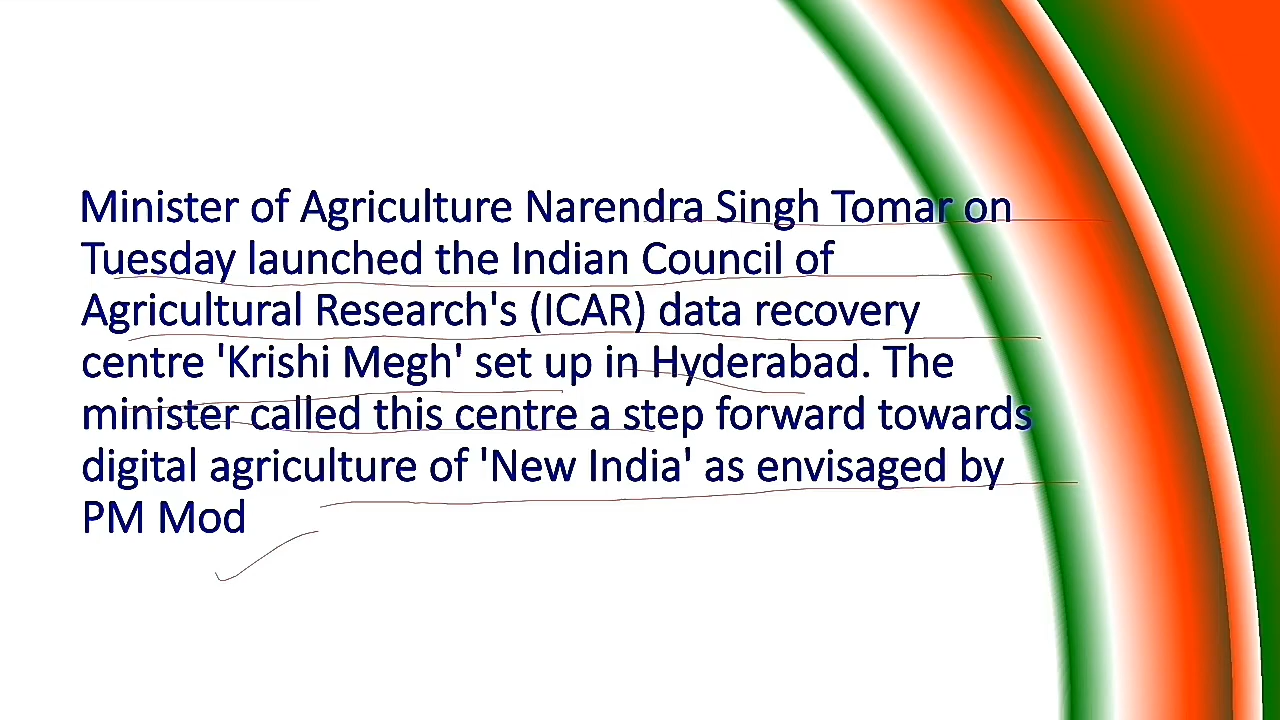 Minister of Agriculture Narendra Singh Tomar on
Tuesday launched the Indian Council of
Agricultural Research's (ICAR) data recovery
centre 'Krishi Megh' set up in Hyderabad. The
minister called this centre a step forward towards
digital agriculture of 'New India' as envisaged by
PM Mod